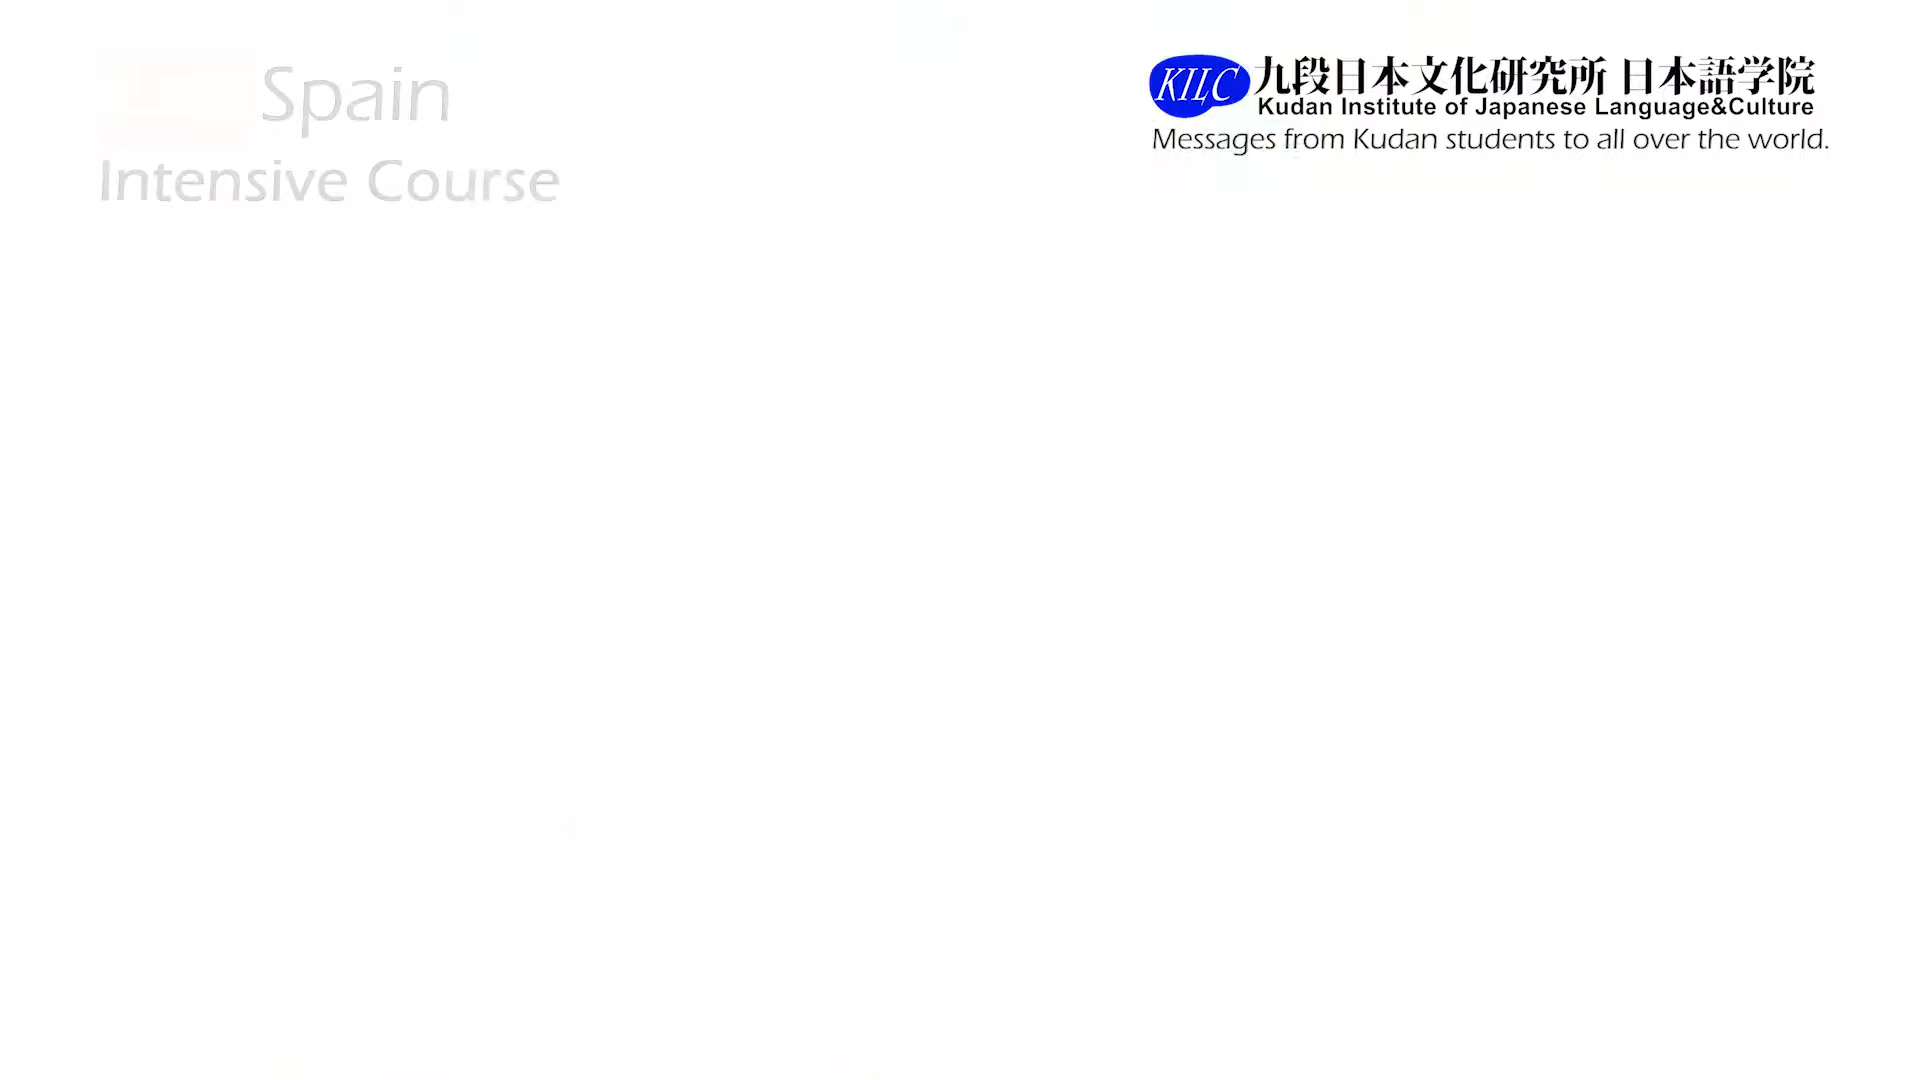 Spain
Intensive Course
KILC 九段日本文化研究所 日本語学院
Kudan Institute of Japanese Language&Culture
Messages from Kudan students to all over the world.